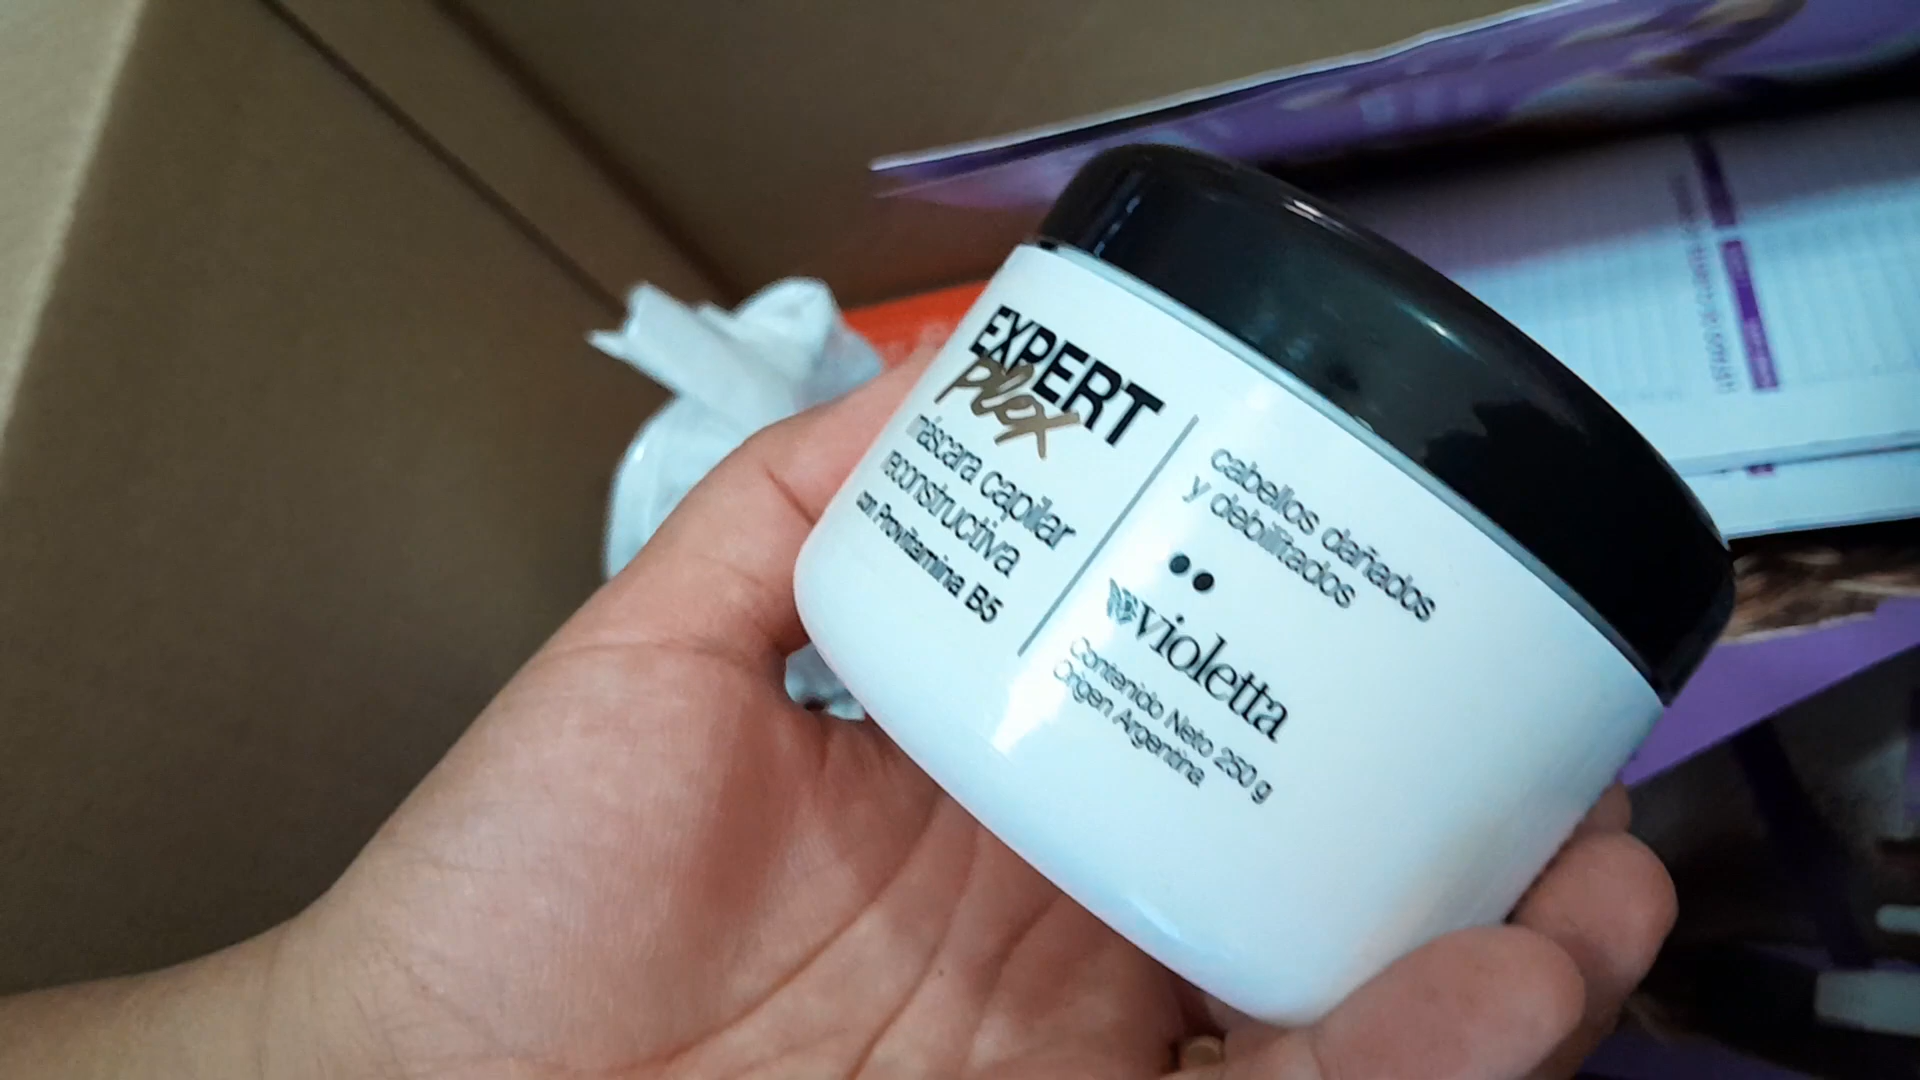 EXPERT
plex
máscara capilar
reconstructiva
con Provitamina B5
cabellos dañados
y debilitados
violetta
Contenido Neto 250 g
Origen Argentina